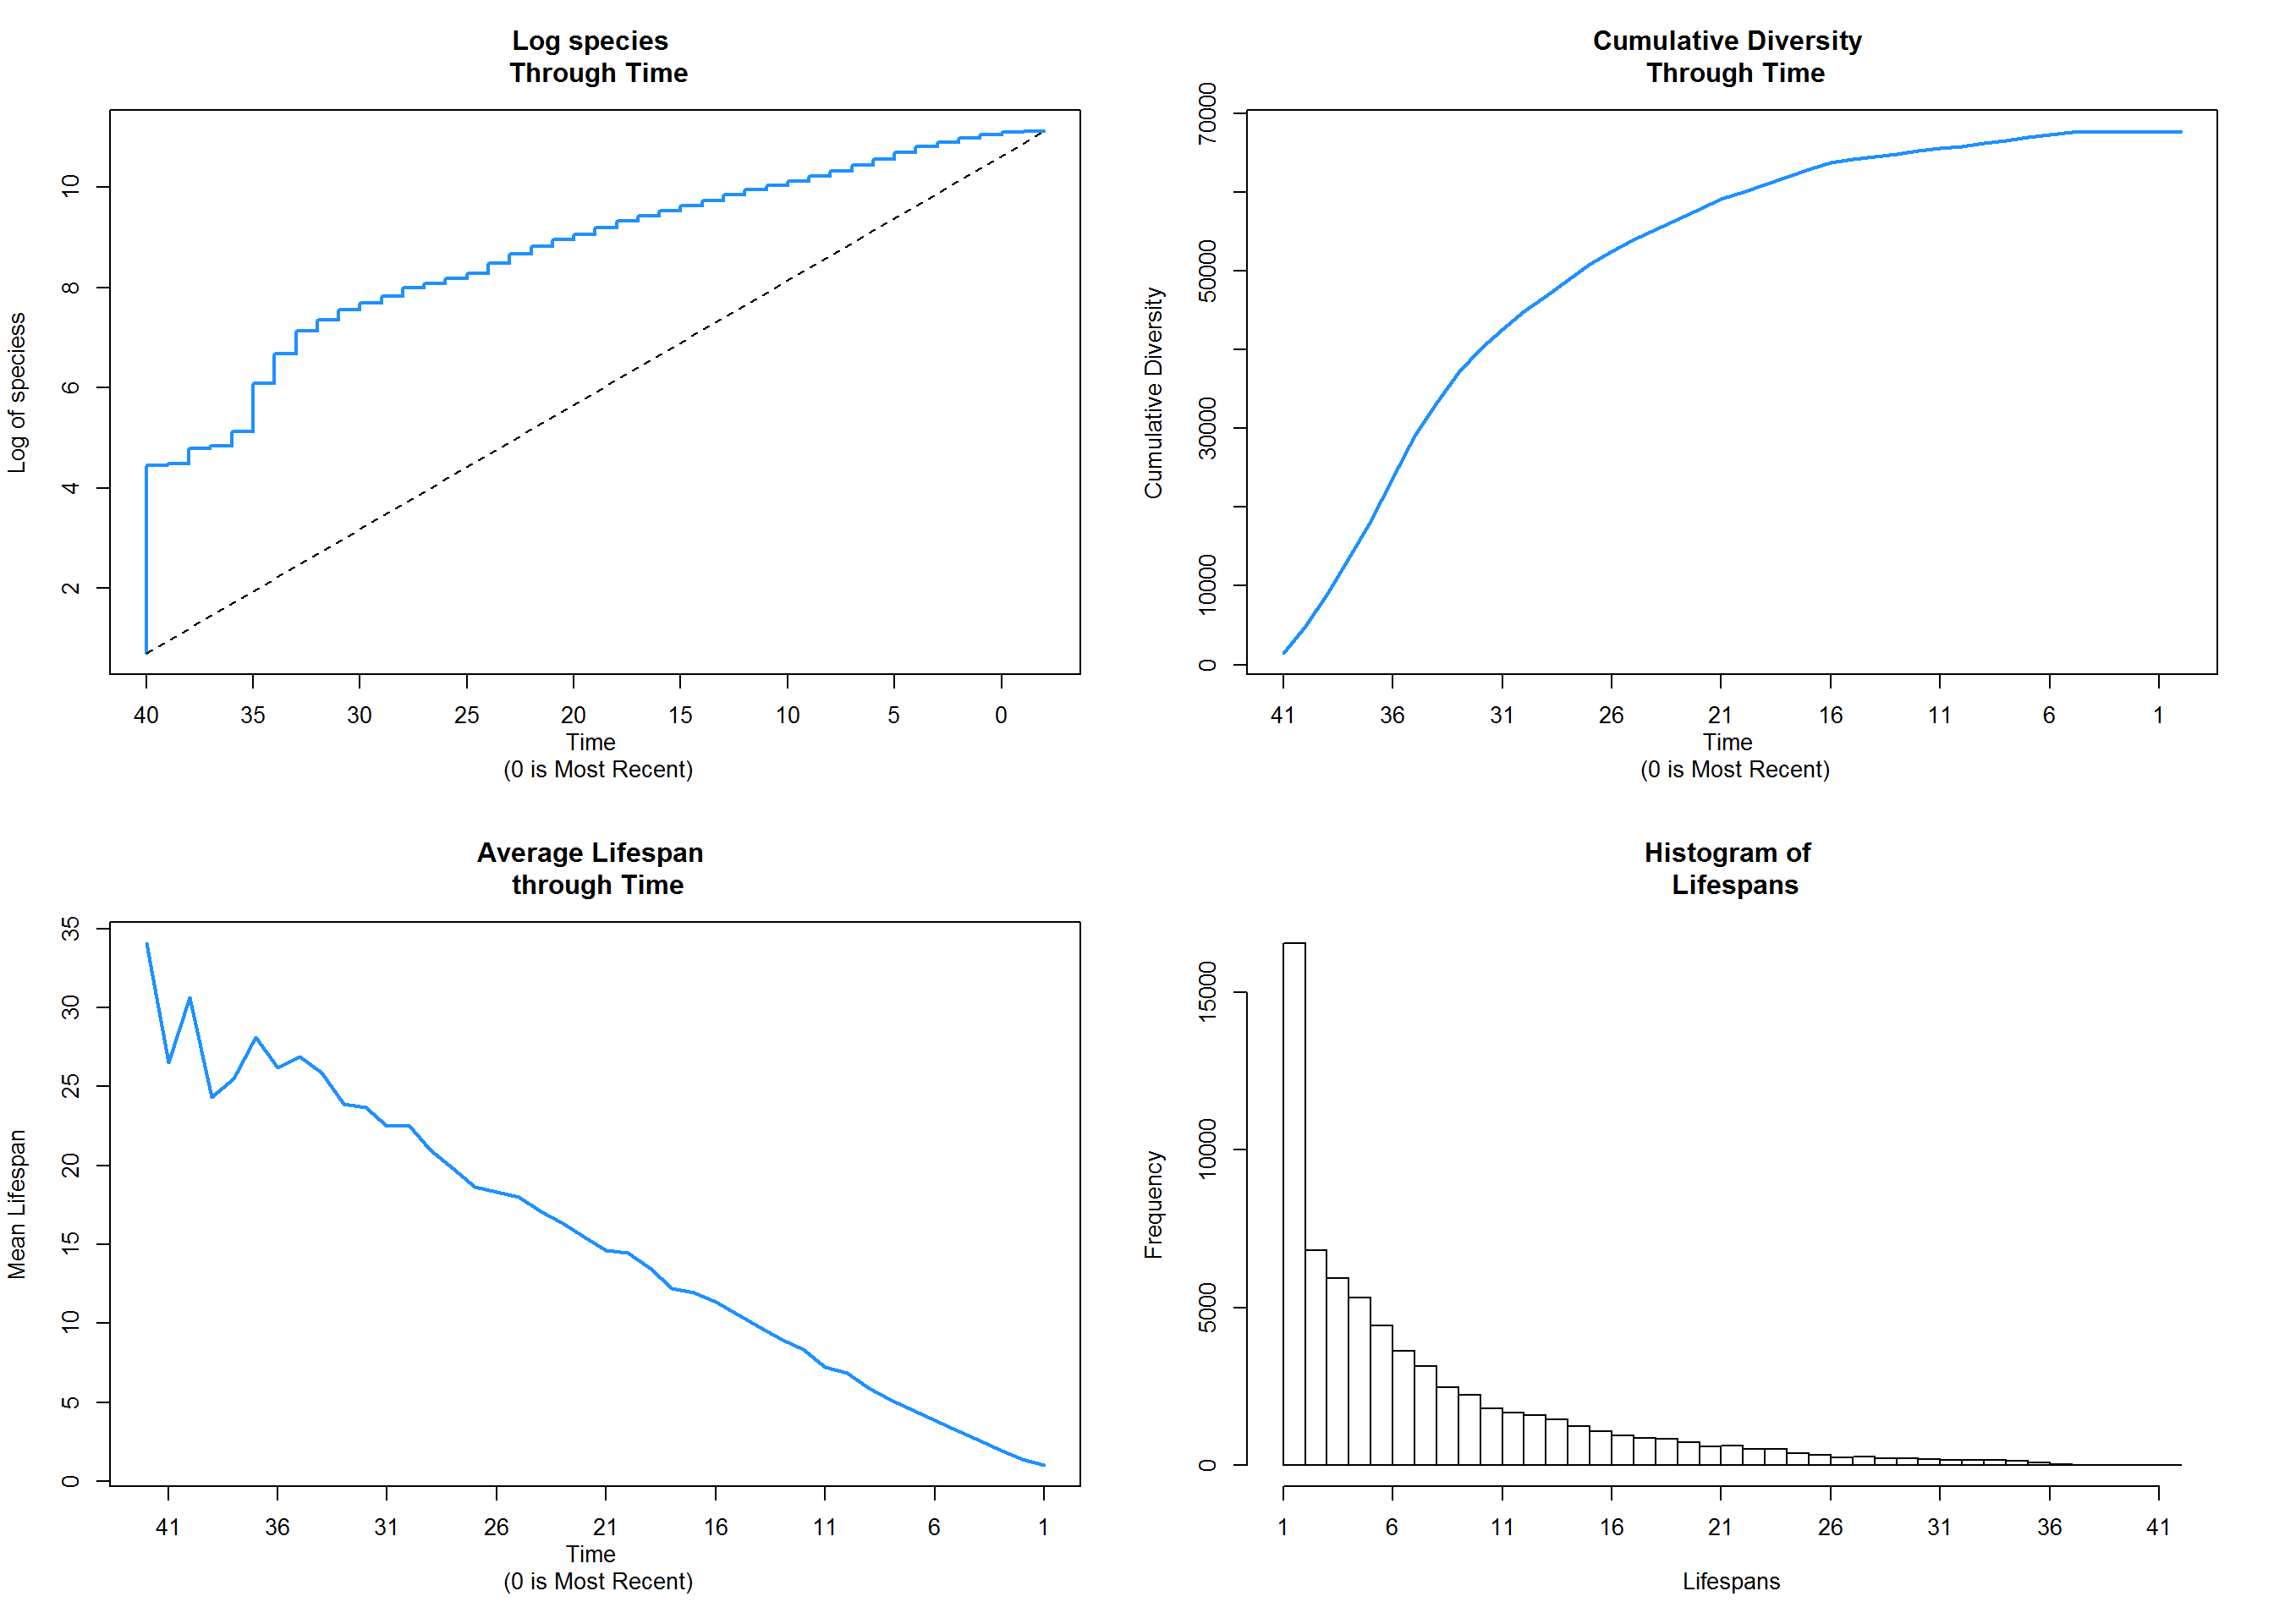 Log species
Through Time
Log of speciess
10
8
6
4
2
40 35 30 25 20 15 10 5 0
Time
(0 is Most Recent)
Cumulative Diversity
Through Time
Cumulative Diversity
70000
50000
30000
10000
0
41 36 31 26 21 16 11 6 1
Time
(0 is Most Recent)
Average Lifespan
through Time
Mean Lifespan
35
30
25
20
15
10
5
0
41 36 31 26 21 16 11 6 1
Time
(0 is Most Recent)
Histogram of
Lifespans
Frequency
15000
10000
5000
0
1 6 11 16 21 26 31 36 41
Lifespans